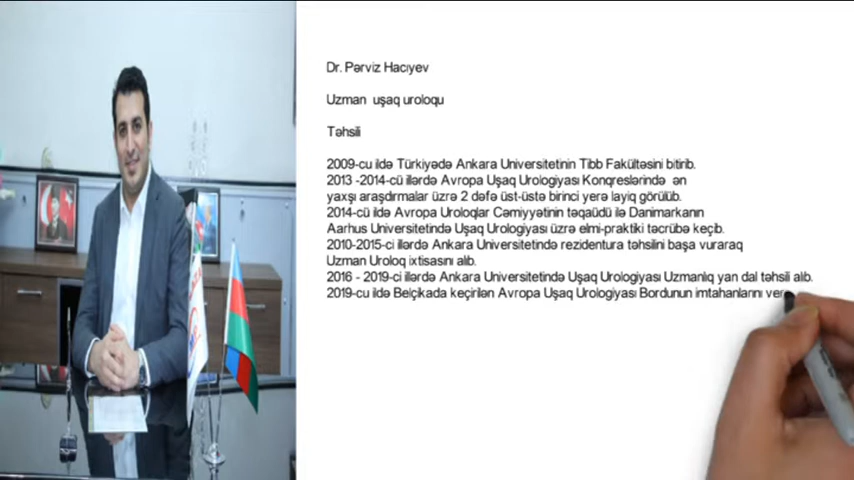 Dr. Pərviz Hacıyev
Uzman uşaq uroloqu
Təhsili
2009-cu ildə Türkiyədə Ankara Universitetinin Tibb Fakültəsini bitirib.
2013 -2014-cü illərdə Avropa Uşaq Urologiyası Konqreslərində ən
yaxşı araşdırmalar üzrə 2 dəfə üst-üstə birinci yerə layiq görülüb.
2014-cü ildə Avropa Uroloqlar Cəmiyyətinin təqaüdü ilə Danimarkanın
Aarhus Universitetində Uşaq Urologiyası üzrə elmi-praktiki təcrübə keçib.
2010-2015-ci illərdə Ankara Universitetində rezidentura təhsilini başa vuraraq
Uzman Uroloq ixtisasını alıb.
2016 - 2019-ci illərdə Ankara Universitetində Uşaq Urologiyası Uzmanlıq yan dal təhsili alıb.
2019-cu ildə Belçikada keçirilən Avropa Uşaq Urologiyası Bordunun imtahanlarını